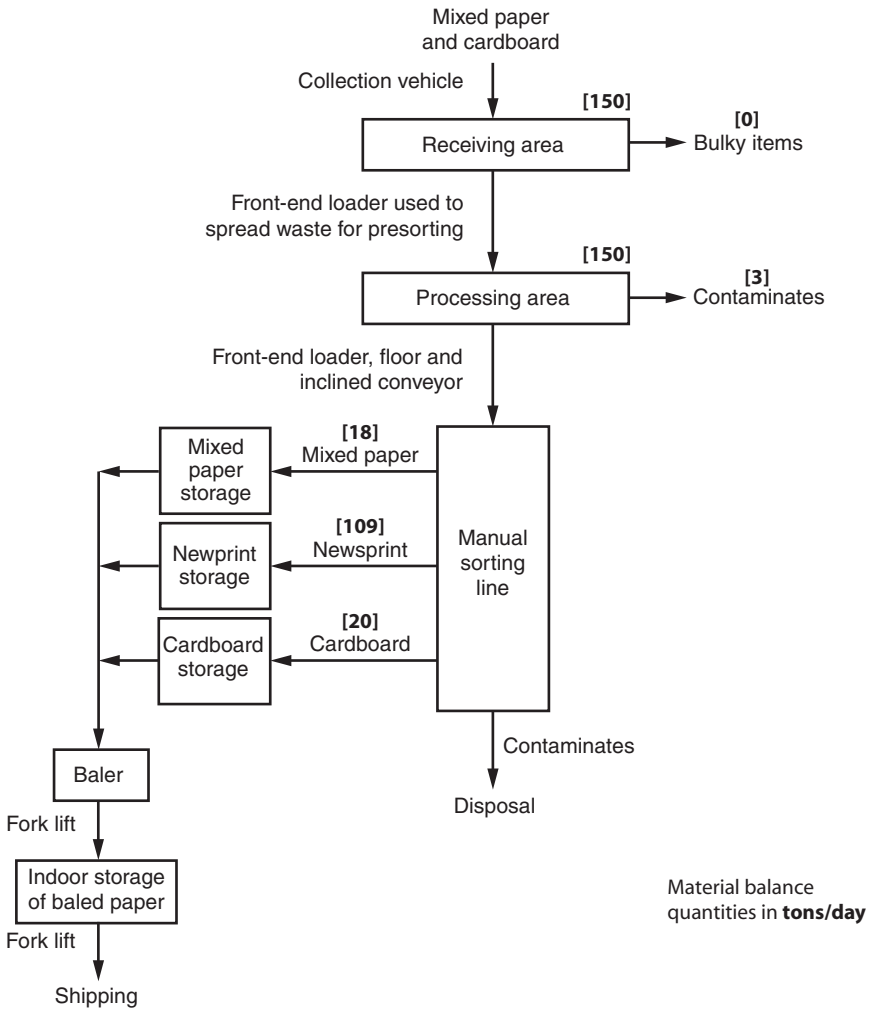 Mixed paper
and cardboard
Collection vehicle
[150]
Receiving area
[0]
Bulky items
Front-end loader used to
spread waste for presorting
[150]
Processing area
[3]
Contaminates
Front-end loader, floor and
inclined conveyor
Mixed
paper
storage
[18]
Mixed paper
Newprint
storage
[109]
Newsprint
Manual
sorting
line
Cardboard
storage
[20]
Cardboard
Contaminates
Disposal
Baler
Fork lift
Indoor storage
of baled paper
Fork lift
Shipping
Material balance
quantities in tons/day